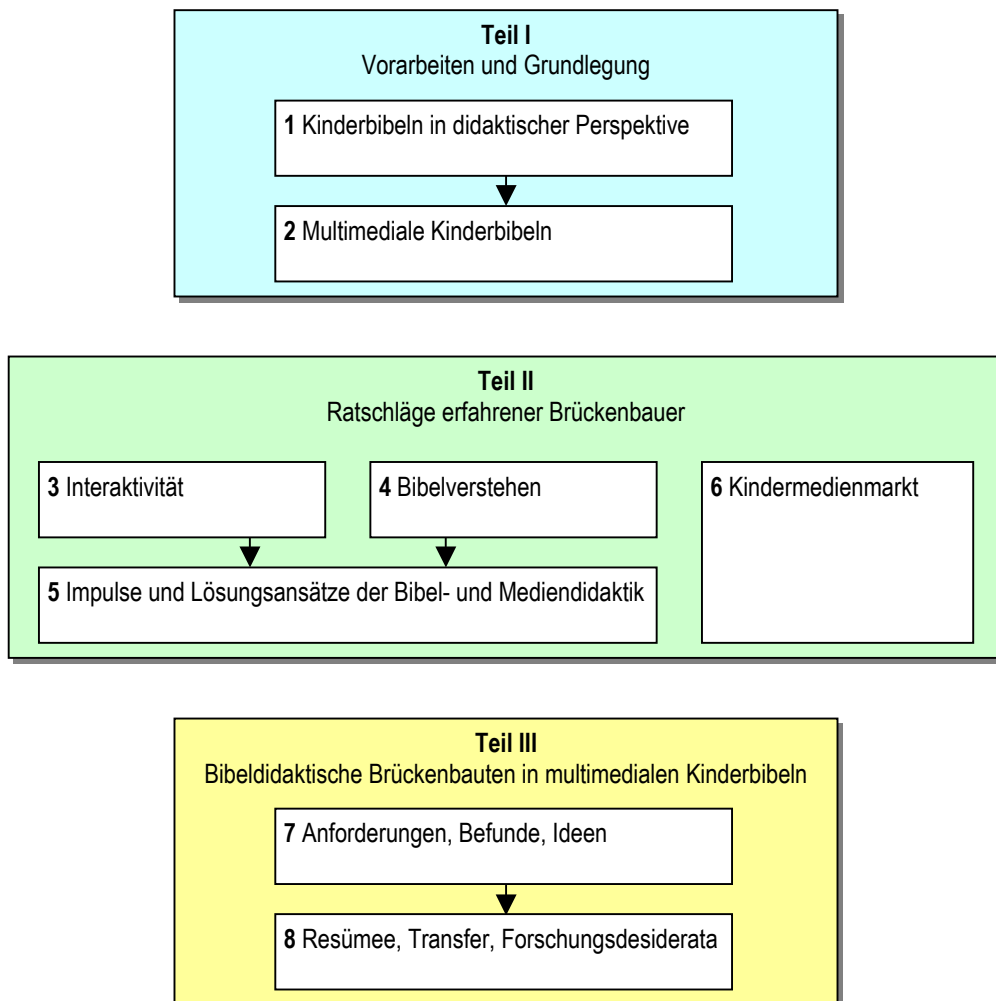 Teil I
Vorarbeiten und Grundlegung
1 Kinderbibeln in didaktischer Perspektive
2 Multimediale Kinderbibeln
Teil II
Ratschläge erfahrener Brückenbauer
3 Interaktivität
4 Bibelverstehen
6 Kindermedienmarkt
5 Impulse und Lösungsansätze der Bibel- und Mediendidaktik
Teil III
Bibeldidaktische Brückenbauten in multimedialen Kinderbibeln
7 Anforderungen, Befunde, Ideen
8 Resümee, Transfer, Forschungsdesiderata